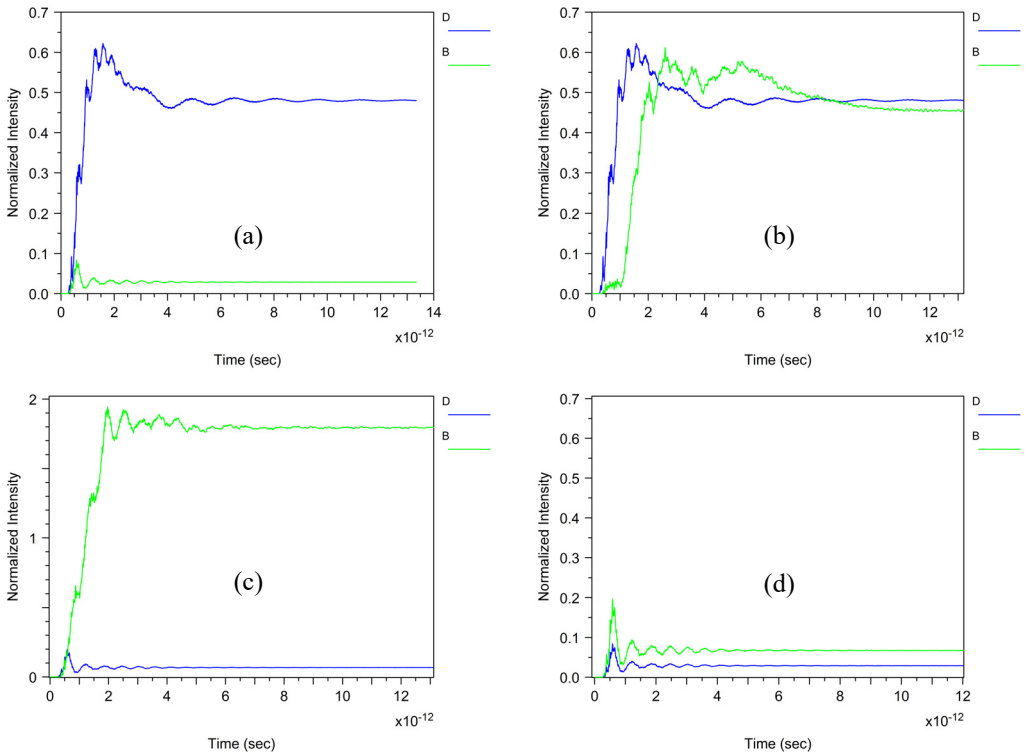 D
B
Normalized Intensity
0.7
0.6
0.5
0.4
0.3
0.2
0.1
0.0
(a)
0 2 4 6 8 10 12 14
x10-12
Time (sec)
D
B
Normalized Intensity
0.7
0.6
0.5
0.4
0.3
0.2
0.1
0.0
(b)
0 2 4 6 8 10 12
x10-12
Time (sec)
D
B
Normalized Intensity
2
1
0
(c)
0 2 4 6 8 10 12
x10-12
Time (sec)
D
B
Normalized Intensity
0.7
0.6
0.5
0.4
0.3
0.2
0.1
0.0
(d)
0 2 4 6 8 10 12
x10-12
Time (sec)